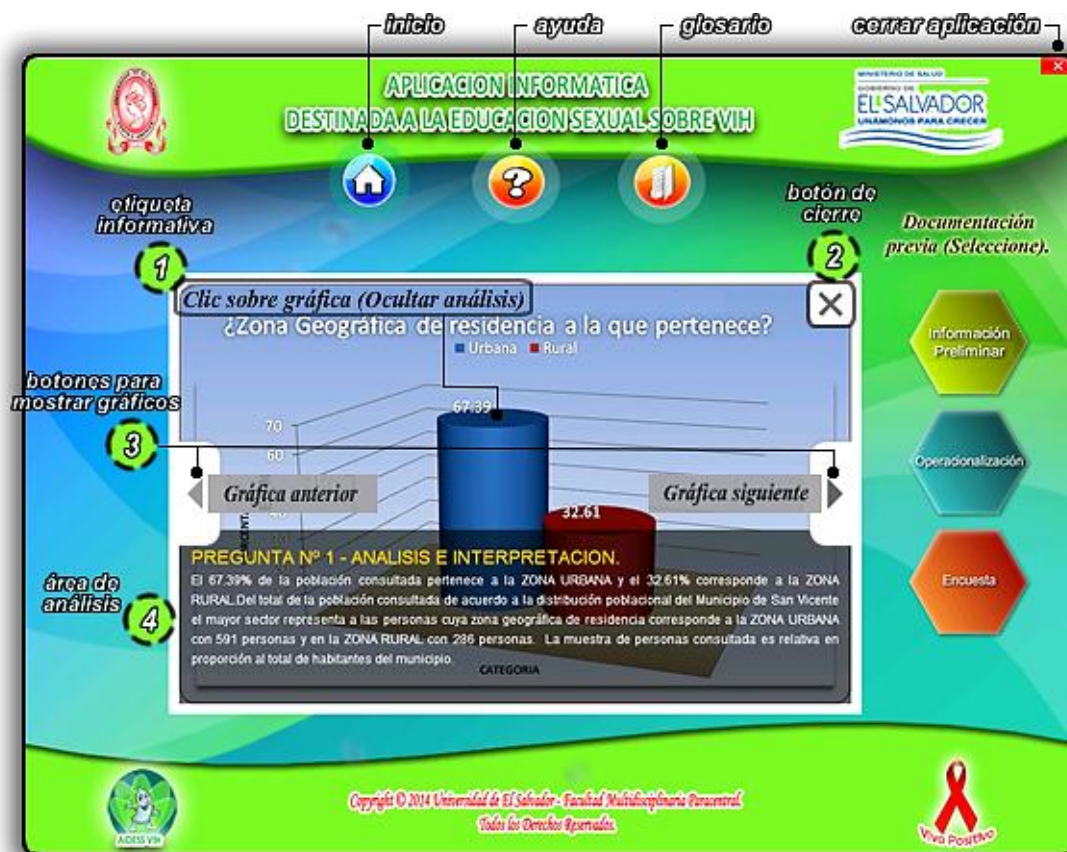 inicio
ayuda
glosario
cerrar aplicación
APLICACION INFORMATICA
DESTINADA A LA EDUCACION SEXUAL SOBRE VIH
MINISTERIO DE SALUD
GOBIERNO DE
EL SALVADOR
UNÁMONOS PARA CRECER
etiqueta
informativa
1
botón de
cierre
2
Documentación
previa (Seleccione).
Clic sobre gráfica (Ocultar análisis)
¿Zona Geográfica de residencia a la que pertenece?
Urbana Rural
Información
Preliminar
botones para
mostrar gráficos
3
67.39
70
60
Operacionalización
Gráfica anterior
Gráfica siguiente
32.61
Encuesta
área de
análisis
4
PREGUNTA Nº 1 - ANALISIS E INTERPRETACION.
El 67.39% de la población consultada pertenece a la ZONA URBANA y el 32.61% corresponde a la ZONA
RURAL.Del total de la población consultada de acuerdo a la distribución poblacional del Municipio de San Vicente
el mayor sector representa a las personas cuya zona geográfica de residencia corresponde a la ZONA URBANA
con 591 personas y en la ZONA RURAL con 286 personas. La muestra de personas consultada es relativa en
proporción al total de habitantes del municipio.
CATEGORIA
AIDESS VIH
Copyright © 2014 Universidad de El Salvador - Facultad Multidisciplinaria Paracentral.
Todos los Derechos Reservados.
Viva Positivo